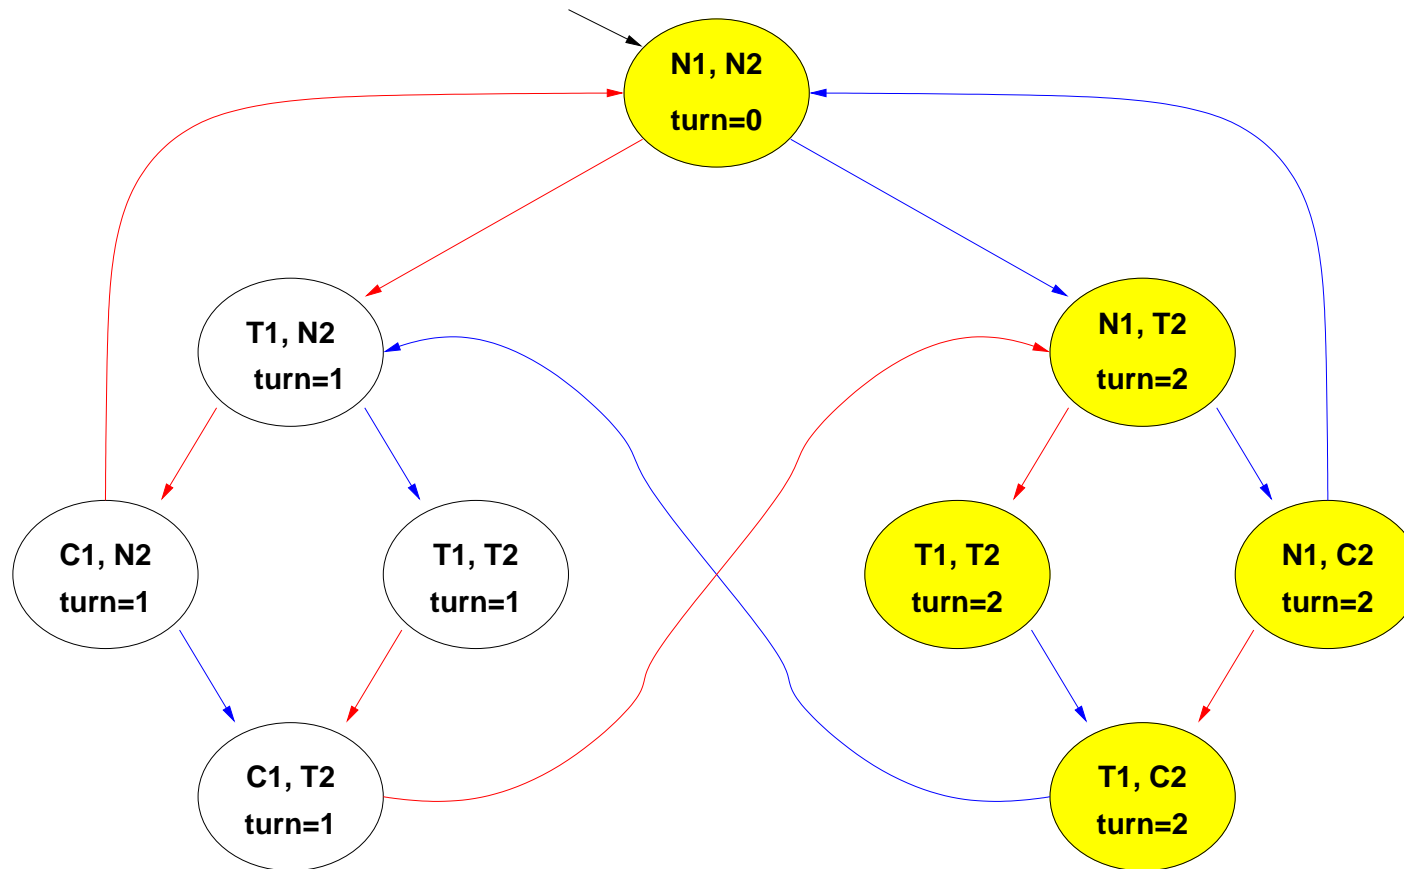 N1, N2
turn=0
T1, N2
turn=1
N1, T2
turn=2
C1, N2
turn=1
T1, T2
turn=1
T1, T2
turn=2
N1, C2
turn=2
C1, T2
turn=1
T1, C2
turn=2